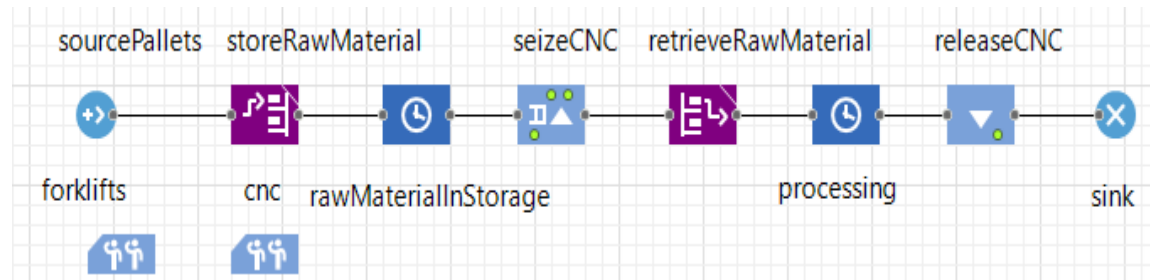 sourcePallets storeRawMaterial seizeCNC retrieveRawMaterial releaseCNC
forklifts cnc rawMaterialInStorage processing sink